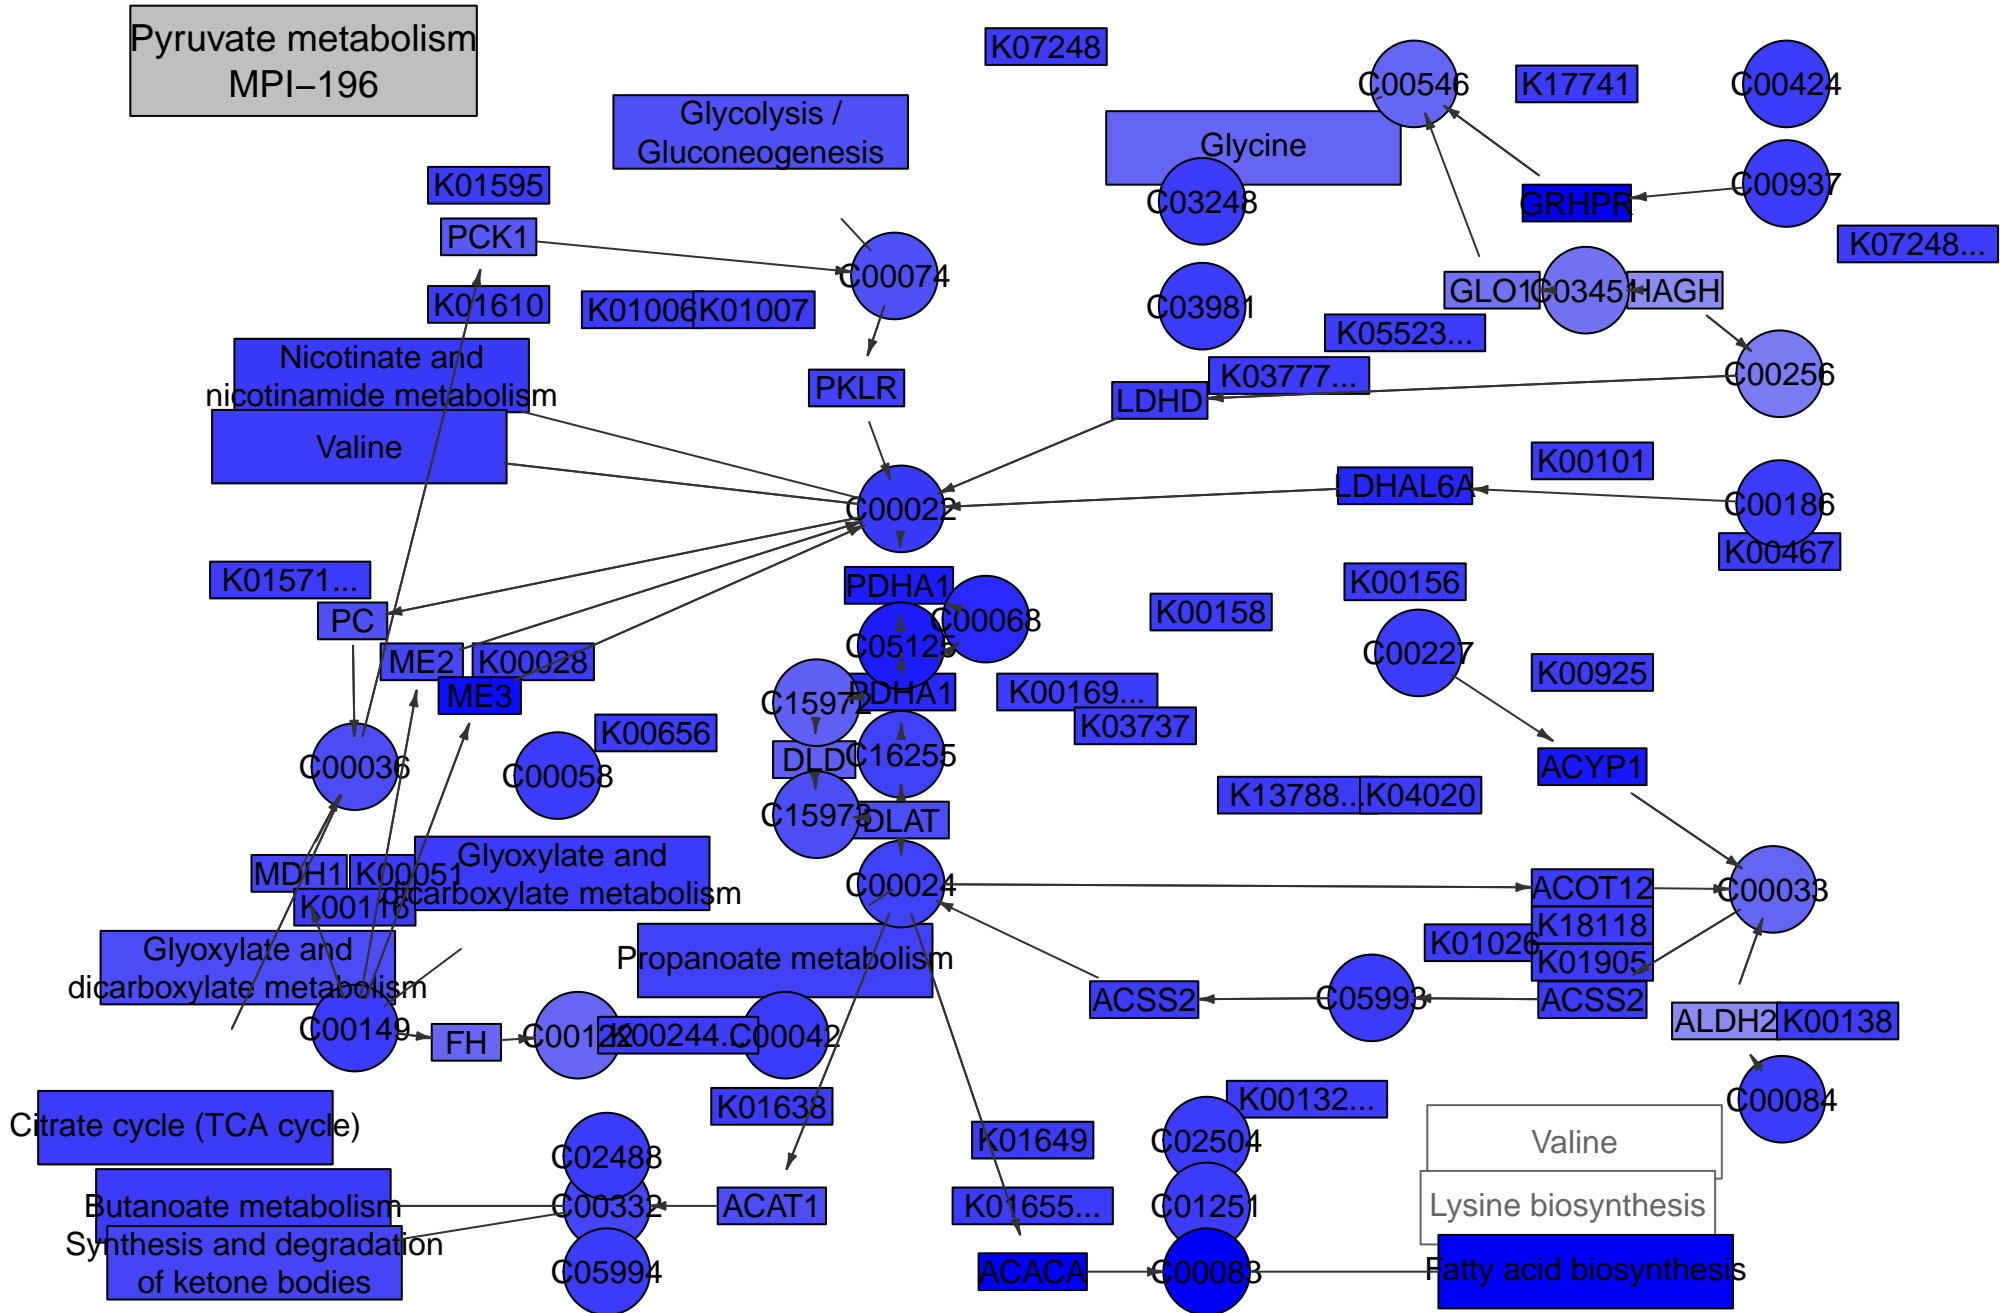 Pyruvate metabolism
MPI−196
K07248
C00546
K17741
C00424
Glycolysis /
Gluconeogenesis
Glycine
K01595
C03248
GRHPR
C00937
PCK1
K07248...
C00074
GLO1
C03451
HAGH
K01610
K01006
K01007
C03981
K05523...
Nicotinate and
nicotinamide metabolism
PKLR
K03777...
C00256
LDHD
Valine
K00101
LDHAL6A
C00186
C00022
K00467
K01571...
PDHA1
K00156
PC
C00068
K00158
C05125
C00227
ME2
K00028
K00925
ME3
C15972
PDHA1
K00169...
K03737
K00656
C00036
C00058
DLD
C16255
ACYP1
K13788...
K04020
C15973
DLAT
MDH1
K00051
Glyoxylate and
dicarboxylate metabolism
C00024
ACOT12
C00033
K00116
K18118
K01026
Glyoxylate and
dicarboxylate metabolism
Propanoate metabolism
K01905
ACSS2
C05993
ACSS2
C00149
FH
C00122
K00244...
C00042
ALDH2
K00138
K01638
K00132...
C00084
Citrate cycle (TCA cycle)
C02488
K01649
C02504
Valine
Butanoate metabolism
C00332
ACAT1
K01655...
C01251
Lysine biosynthesis
Synthesis and degradation
of ketone bodies
C05994
ACACA
C00083
Fatty acid biosynthesis